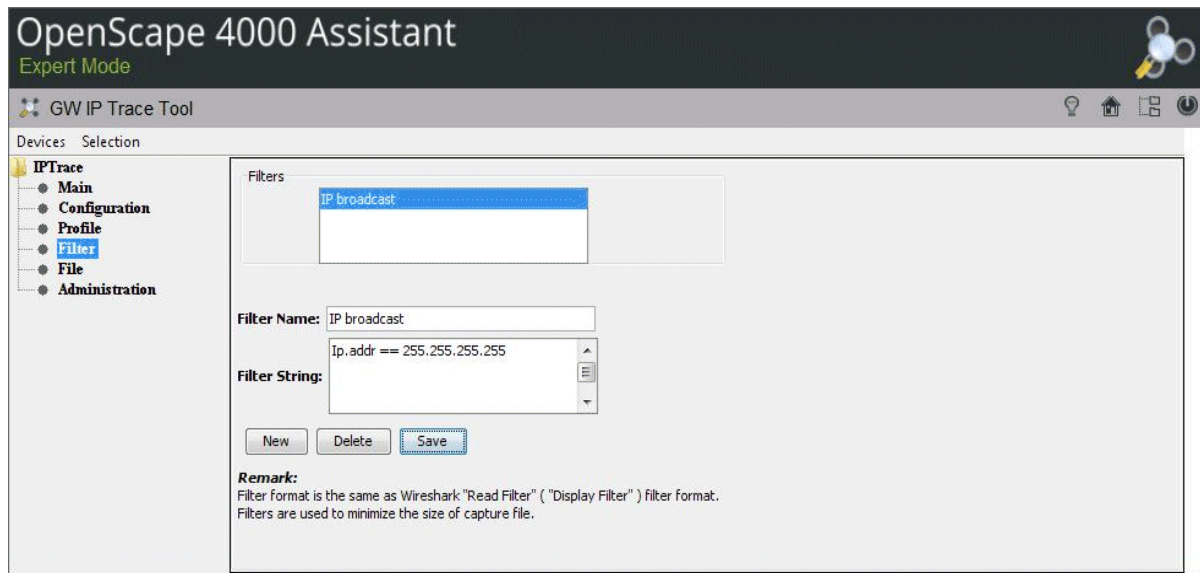 OpenScape 4000 Assistant
Expert Mode
GW IP Trace Tool
Devices Selection
IPTrace
Main
Configuration
Profile
Filter
File
Administration
Filters
IP broadcast
Filter Name: IP broadcast
Filter String: Ip.addr == 255.255.255.255
New Delete Save
Remark:
Filter format is the same as Wireshark "Read Filter" ( "Display Filter" ) filter format.
Filters are used to minimize the size of capture file.